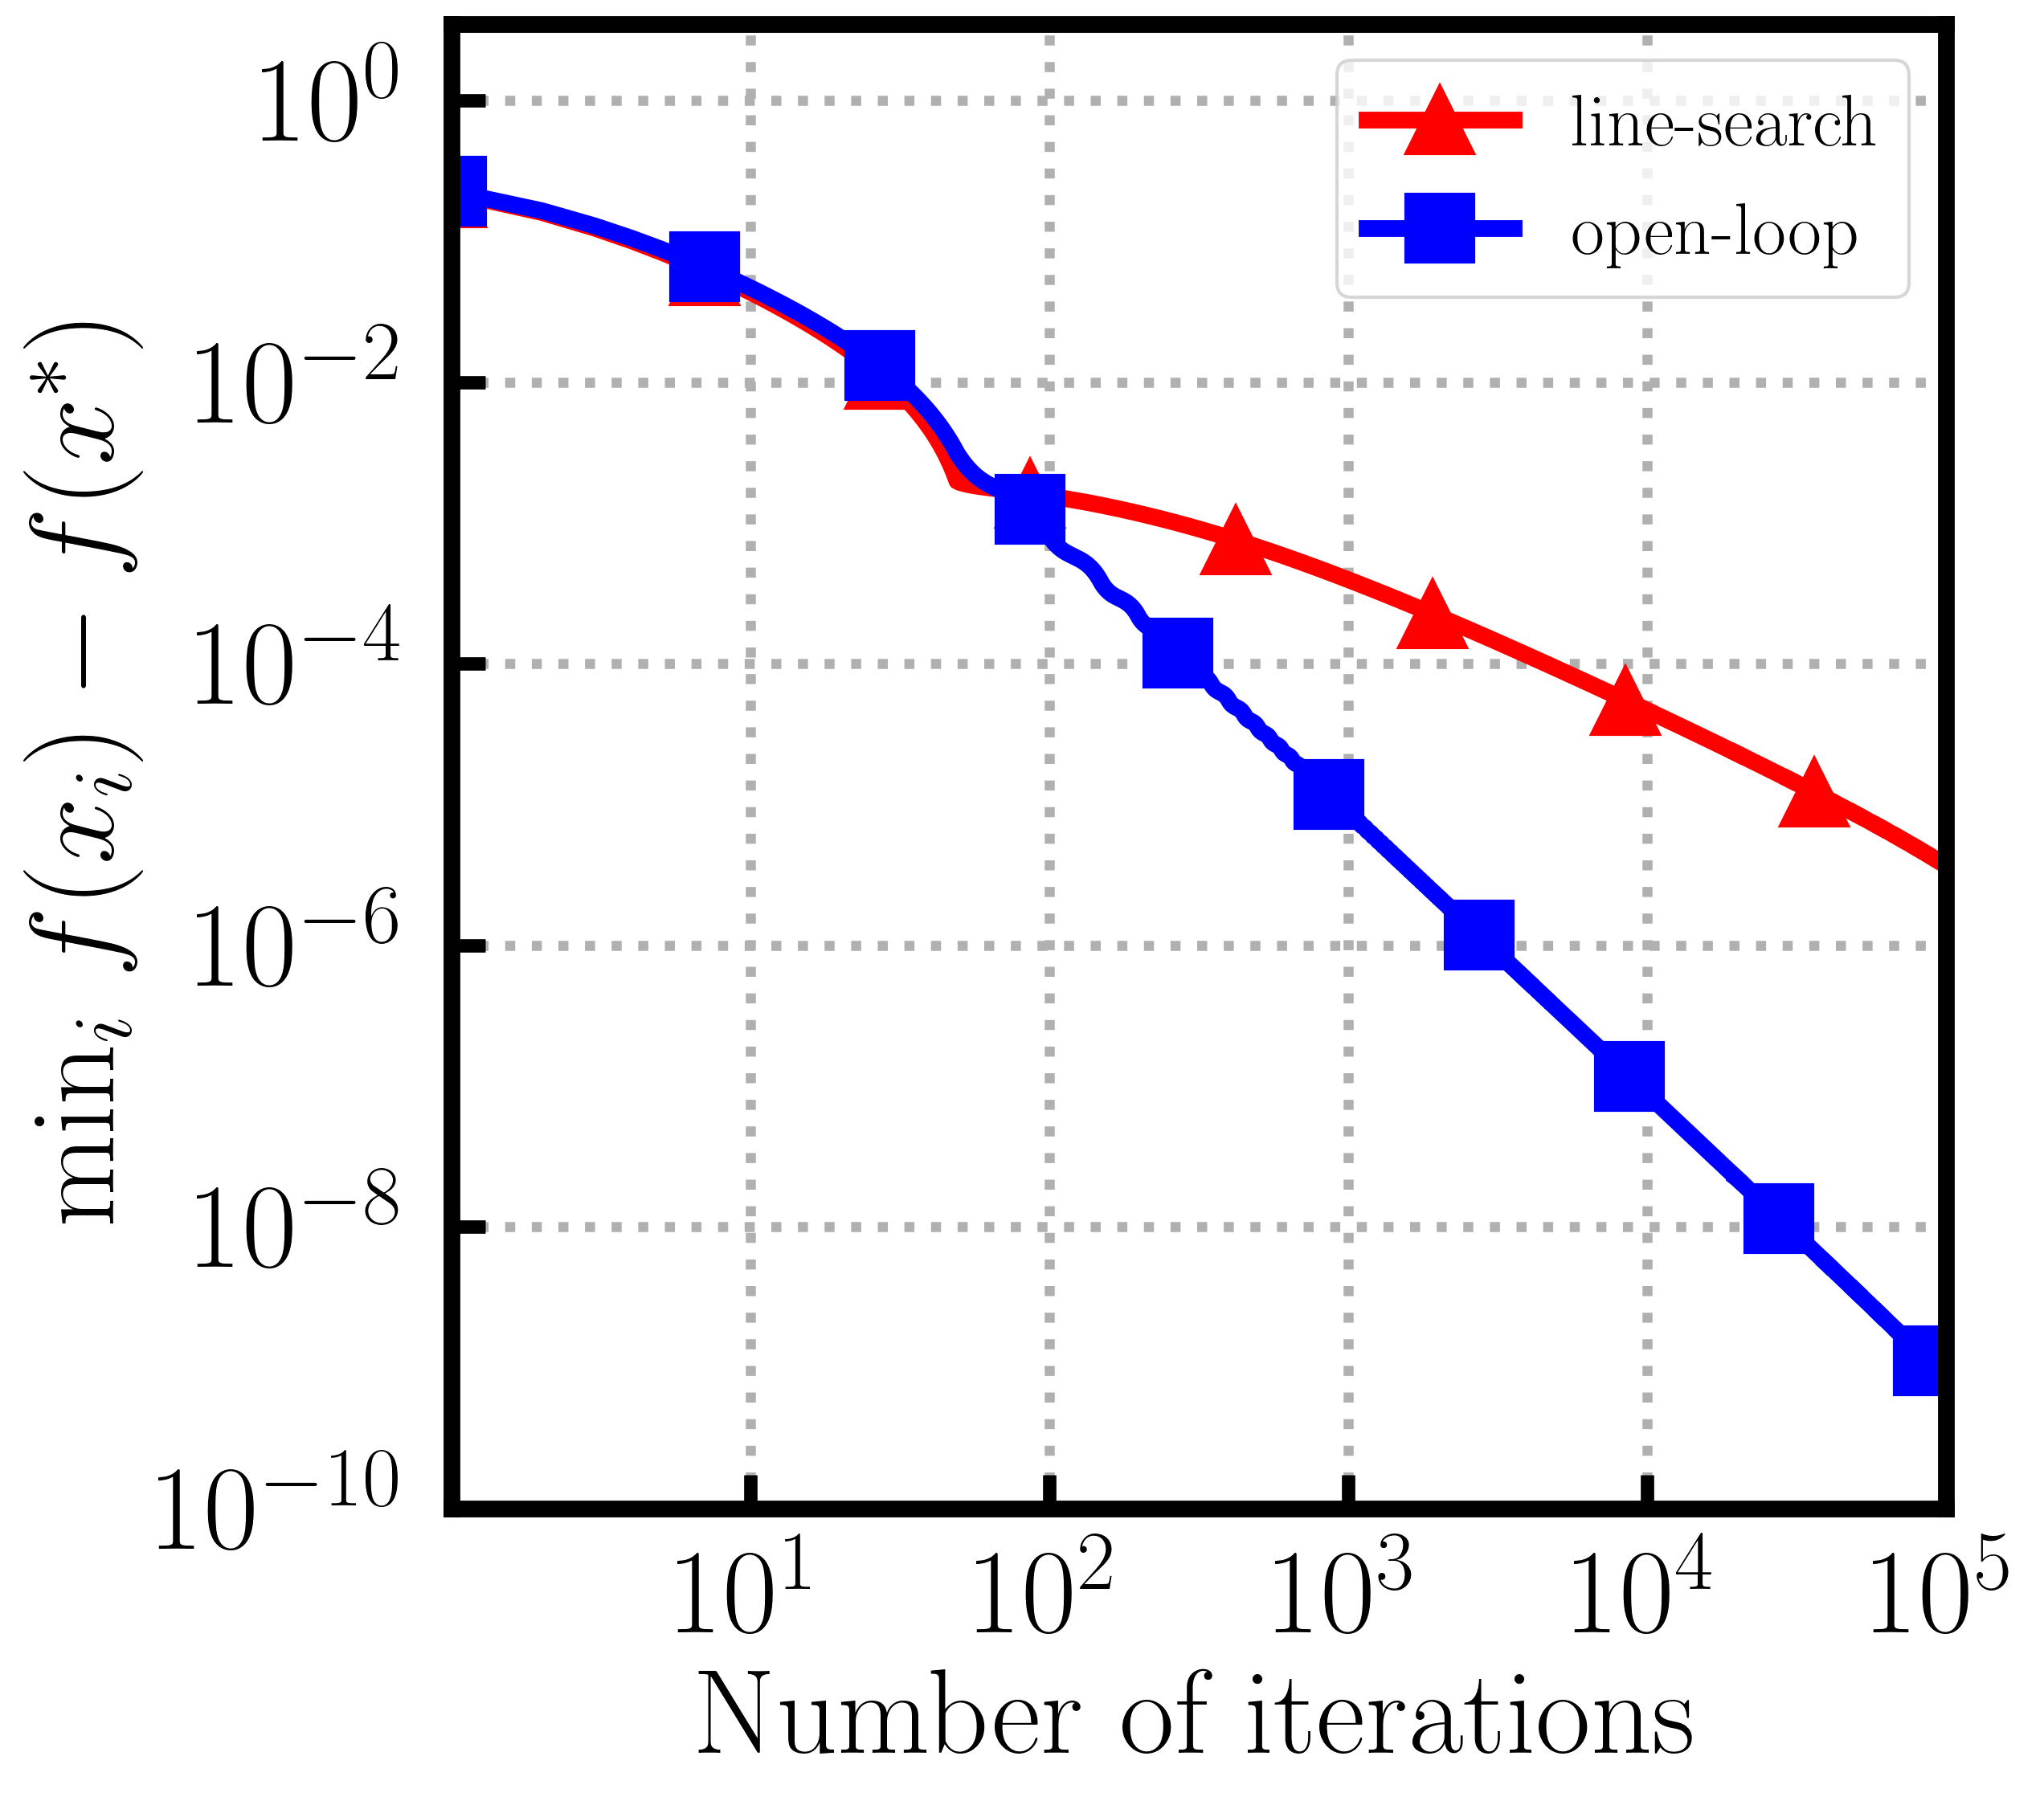 min_i f(x_i) − f(x*)
10^0
10^−2
10^−4
10^−6
10^−8
10^−10
line-search
open-loop
10^1 10^2 10^3 10^4 10^5
Number of iterations